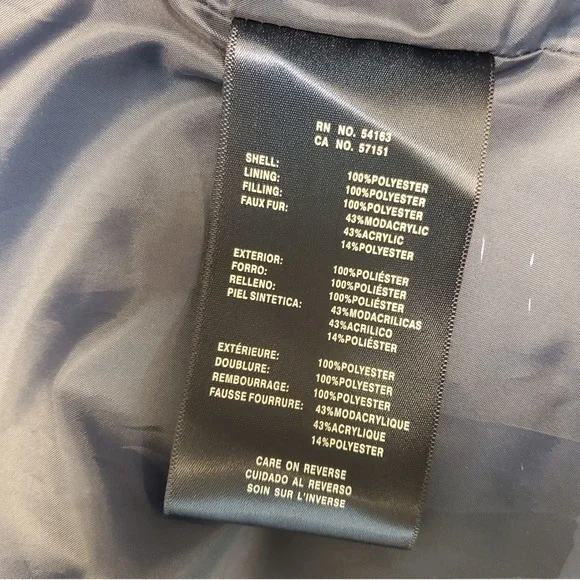 RN NO. 54163
CA NO. 57151
SHELL: 100%POLYESTER
LINING: 100%POLYESTER
FILLING: 100%POLYESTER
FAUX FUR: 43%MODACRYLIC
43%ACRYLIC
14%POLYESTER
EXTERIOR: 100%POLIÉSTER
FORRO: 100%POLIÉSTER
RELLENO: 100%POLIÉSTER
PIEL SINTETICA: 43%MODACRILICAS
43%ACRILICO
14%POLIÉSTER
EXTÉRIEURE: 100%POLYESTER
DOUBLURE: 100%POLYESTER
REMBOURRAGE: 100%POLYESTER
FAUSSE FOURRURE: 43%MODACRYLIQUE
43%ACRYLIQUE
14%POLYESTER
CARE ON REVERSE
CUIDADO AL REVERSO
SOIN SUR L'INVERSE